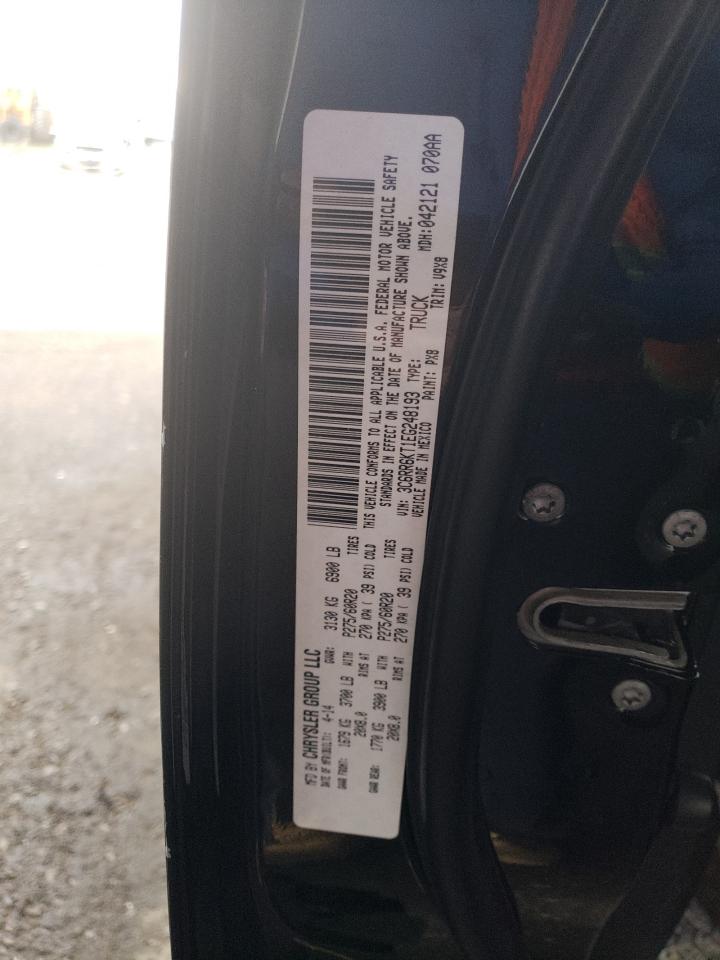 MFD BY CHRYSLER GROUP LLC
DATE OF MFR(BUILT): 4-14 GVWR: 3130 KG 6900 LB
GAWR FRONT: 1679 KG 3700 LB WITH P275/60R20 TIRES
20X8.0 RIMS AT 270 KPA ( 39 PSI) COLD
GAWR REAR: 1770 KG 3900 LB WITH P275/60R20 TIRES
20X8.0 RIMS AT 270 KPA ( 39 PSI) COLD
THIS VEHICLE CONFORMS TO ALL APPLICABLE U.S.A. FEDERAL MOTOR VEHICLE SAFETY
STANDARDS IN EFFECT ON THE DATE OF MANUFACTURE SHOWN ABOVE.
VIN: 3C6RR6KT1EG248193 TYPE: TRUCK MDH:042121 070AA
VEHICLE MADE IN MEXICO PAINT: PX8 TRIM: V9X8